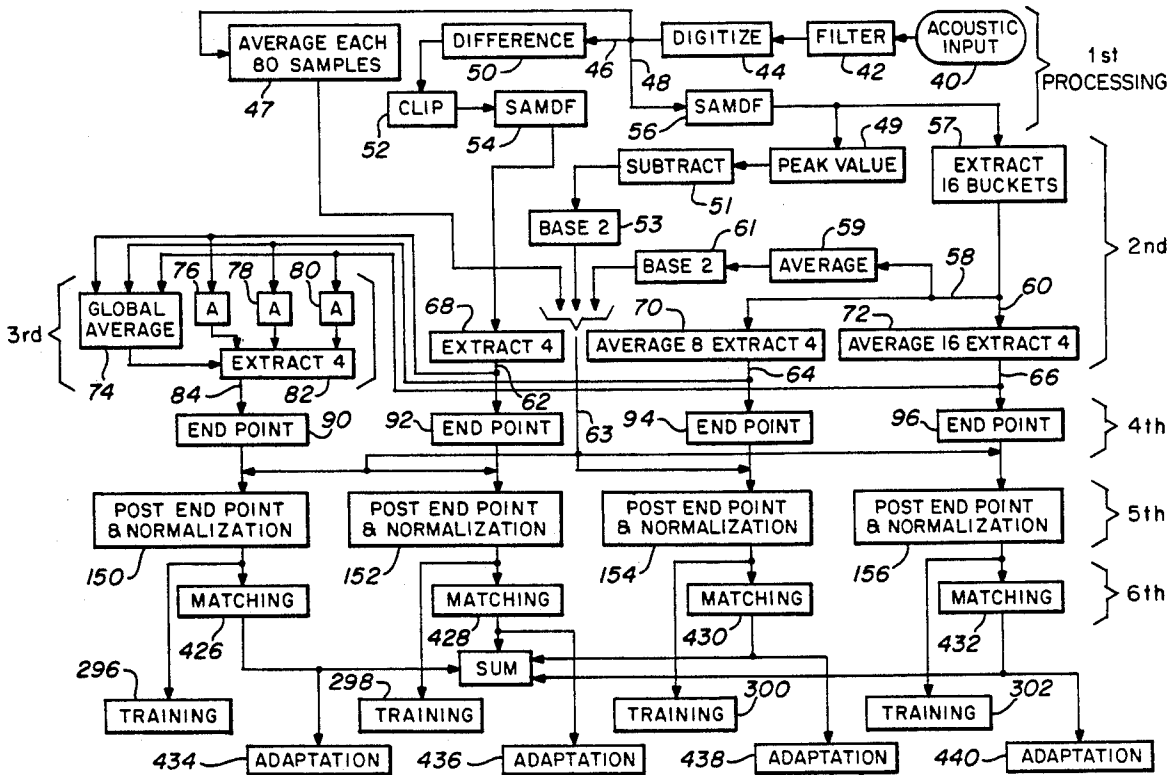 AVERAGE EACH
80 SAMPLES
47
DIFFERENCE
50
46
48
DIGITIZE
44
FILTER
42
ACOUSTIC
INPUT
40
1st
PROCESSING
CLIP
52
SAMDF
54
SAMDF
56
57
49
EXTRACT
16 BUCKETS
PEAK VALUE
SUBTRACT
51
BASE 2
53
61
59
BASE 2
AVERAGE
58
60
2nd
3rd
GLOBAL
AVERAGE
74
76
A
78
A
80
A
EXTRACT 4
82
84
68
EXTRACT 4
62
70
AVERAGE 8 EXTRACT 4
64
72
AVERAGE 16 EXTRACT 4
66
63
END POINT
90
92
END POINT
94
END POINT
96
END POINT
4th
POST END POINT
& NORMALIZATION
150
POST END POINT
& NORMALIZATION
152
POST END POINT
& NORMALIZATION
154
POST END POINT
& NORMALIZATION
156
5th
MATCHING
426
MATCHING
428
MATCHING
430
MATCHING
432
6th
SUM
296
TRAINING
298
TRAINING
300
TRAINING
302
TRAINING
434
ADAPTATION
436
ADAPTATION
438
ADAPTATION
440
ADAPTATION